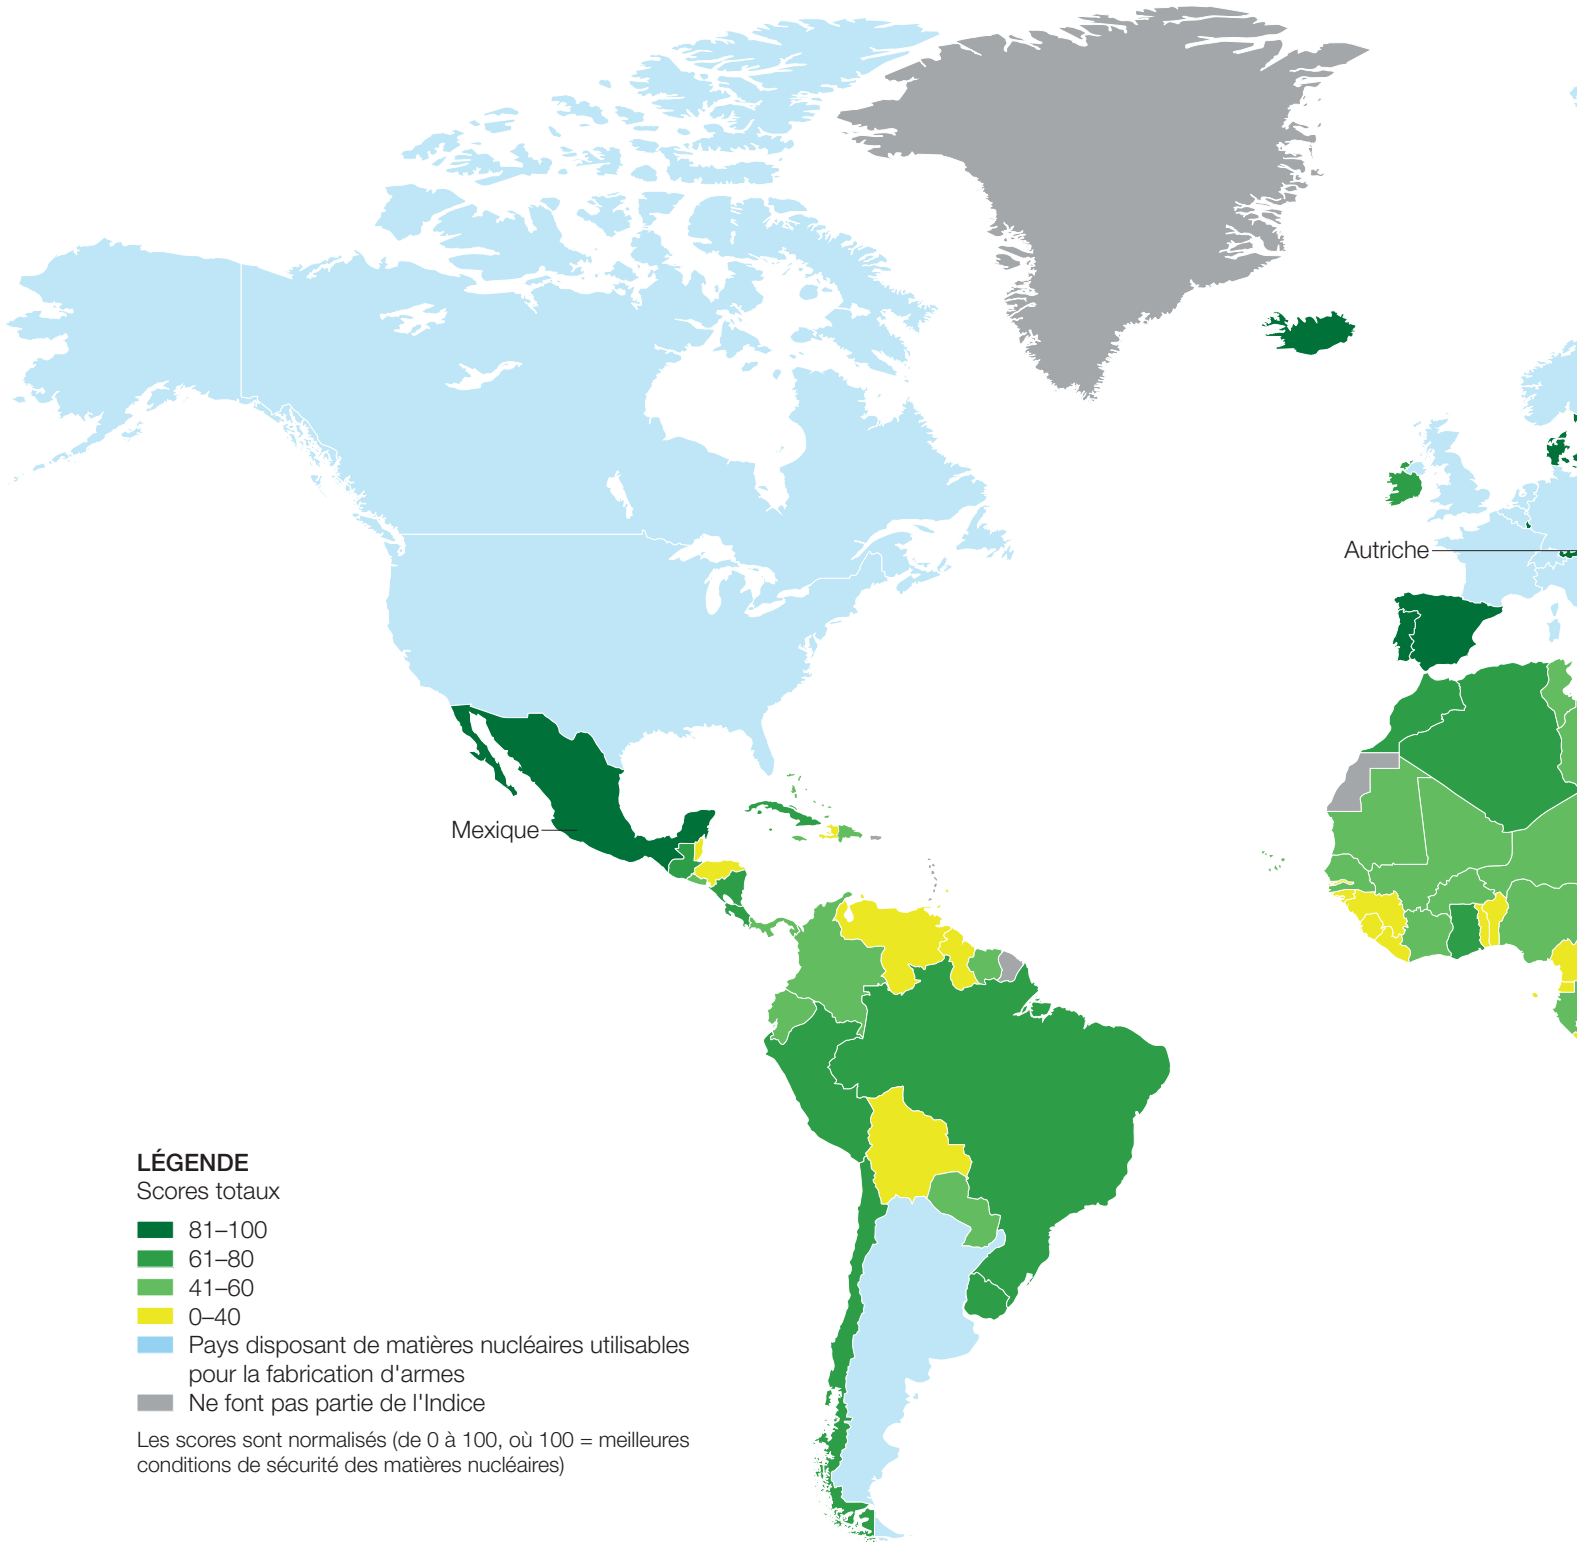 Autriche
Mexique
LÉGENDE
Scores totaux
81–100
61–80
41–60
0–40
Pays disposant de matières nucléaires utilisables
pour la fabrication d'armes
Ne font pas partie de l'Indice
Les scores sont normalisés (de 0 à 100, où 100 = meilleures
conditions de sécurité des matières nucléaires)